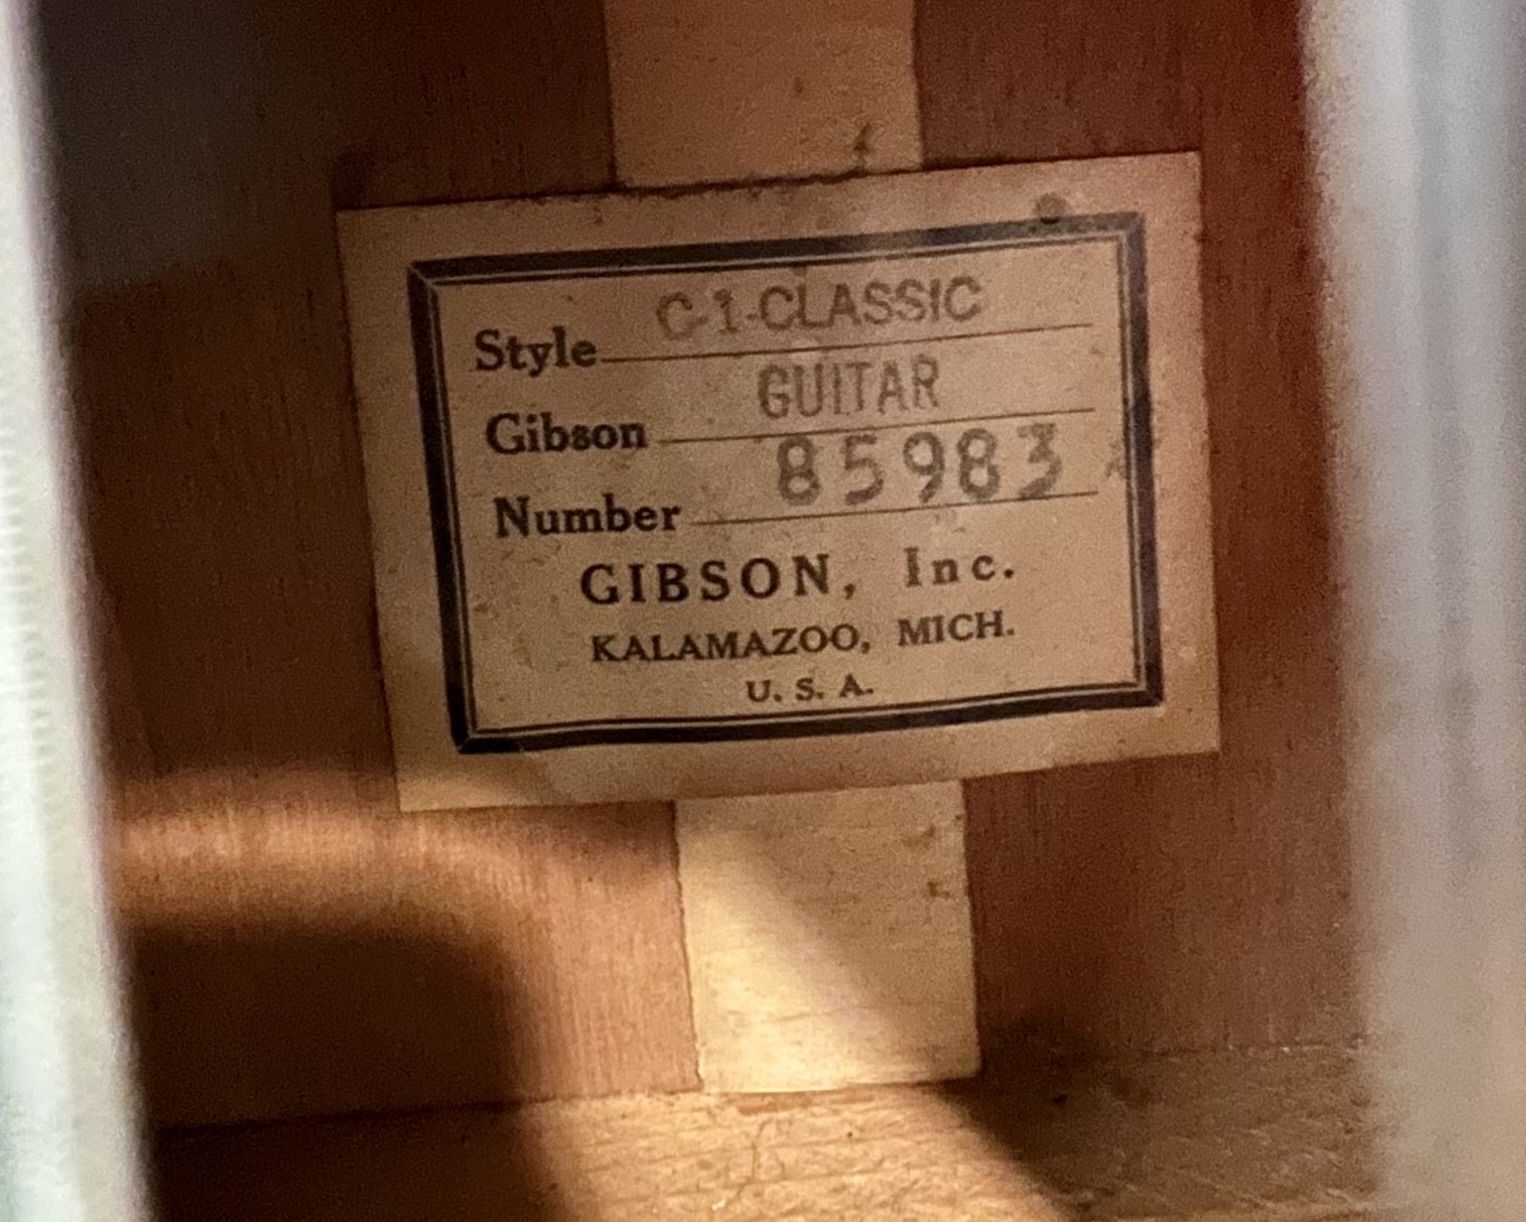 Style C-1-CLASSIC
Gibson GUITAR
Number 85983
GIBSON, Inc.
KALAMAZOO, MICH.
U. S. A.